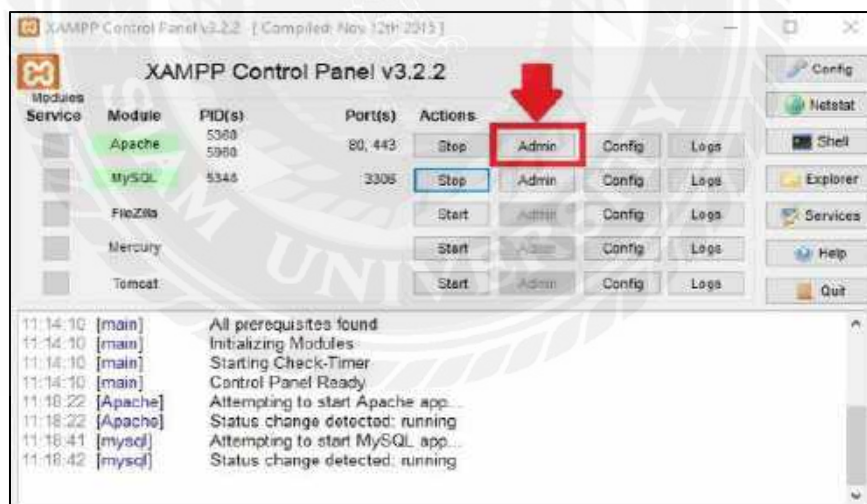 XAMPP Control Panel v3.2.2 [ Compiled: Nov 12th 2015 ]
XAMPP Control Panel v3.2.2
Config
Modules
Service Module PID(s) Port(s) Actions
Netstat
Apache 5368 5960 80, 443 Stop Admin Config Logs
Shell
MySQL 5348 3306 Stop Admin Config Logs
Explorer
FileZilla Start Admin Config Logs
Services
Mercury Start Admin Config Logs
Help
Tomcat Start Admin Config Logs
Quit
11:14:10 [main] All prerequisites found
11:14:10 [main] Initializing Modules
11:14:10 [main] Starting Check-Timer
11:14:10 [main] Control Panel Ready
11:18:22 [Apache] Attempting to start Apache app...
11:18:22 [Apache] Status change detected: running
11:18:41 [mysql] Attempting to start MySQL app...
11:18:42 [mysql] Status change detected: running
SIAM UNIVERSITY